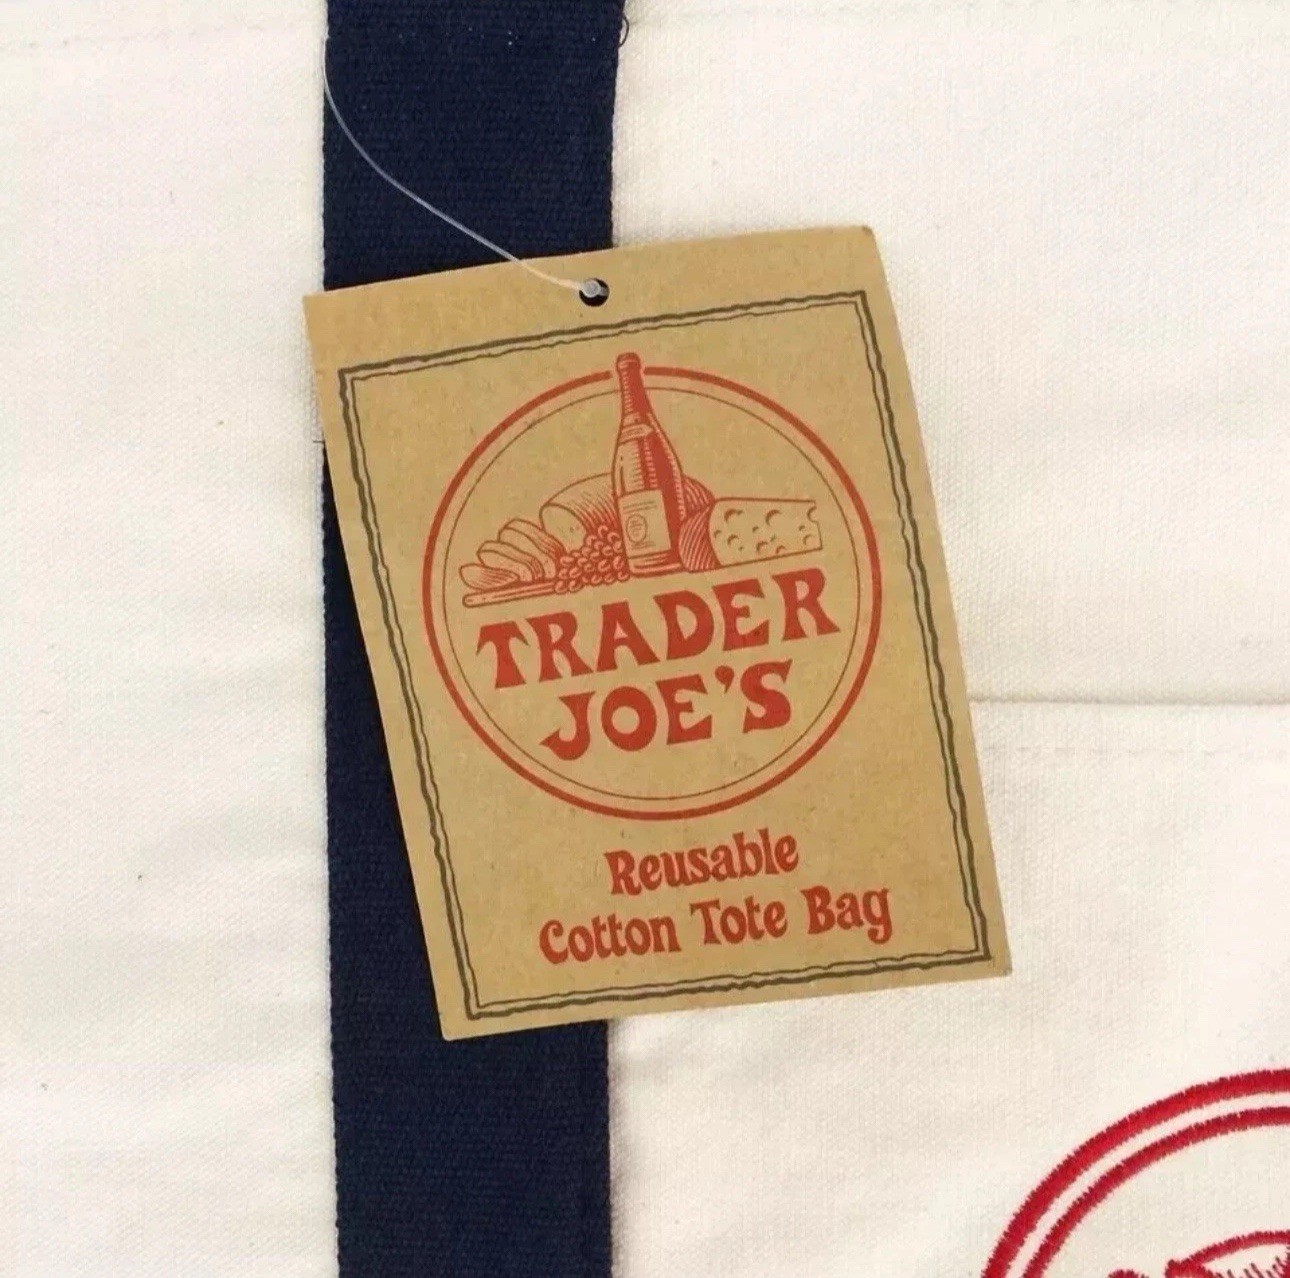 TRADER
JOE'S
Reusable
Cotton Tote Bag